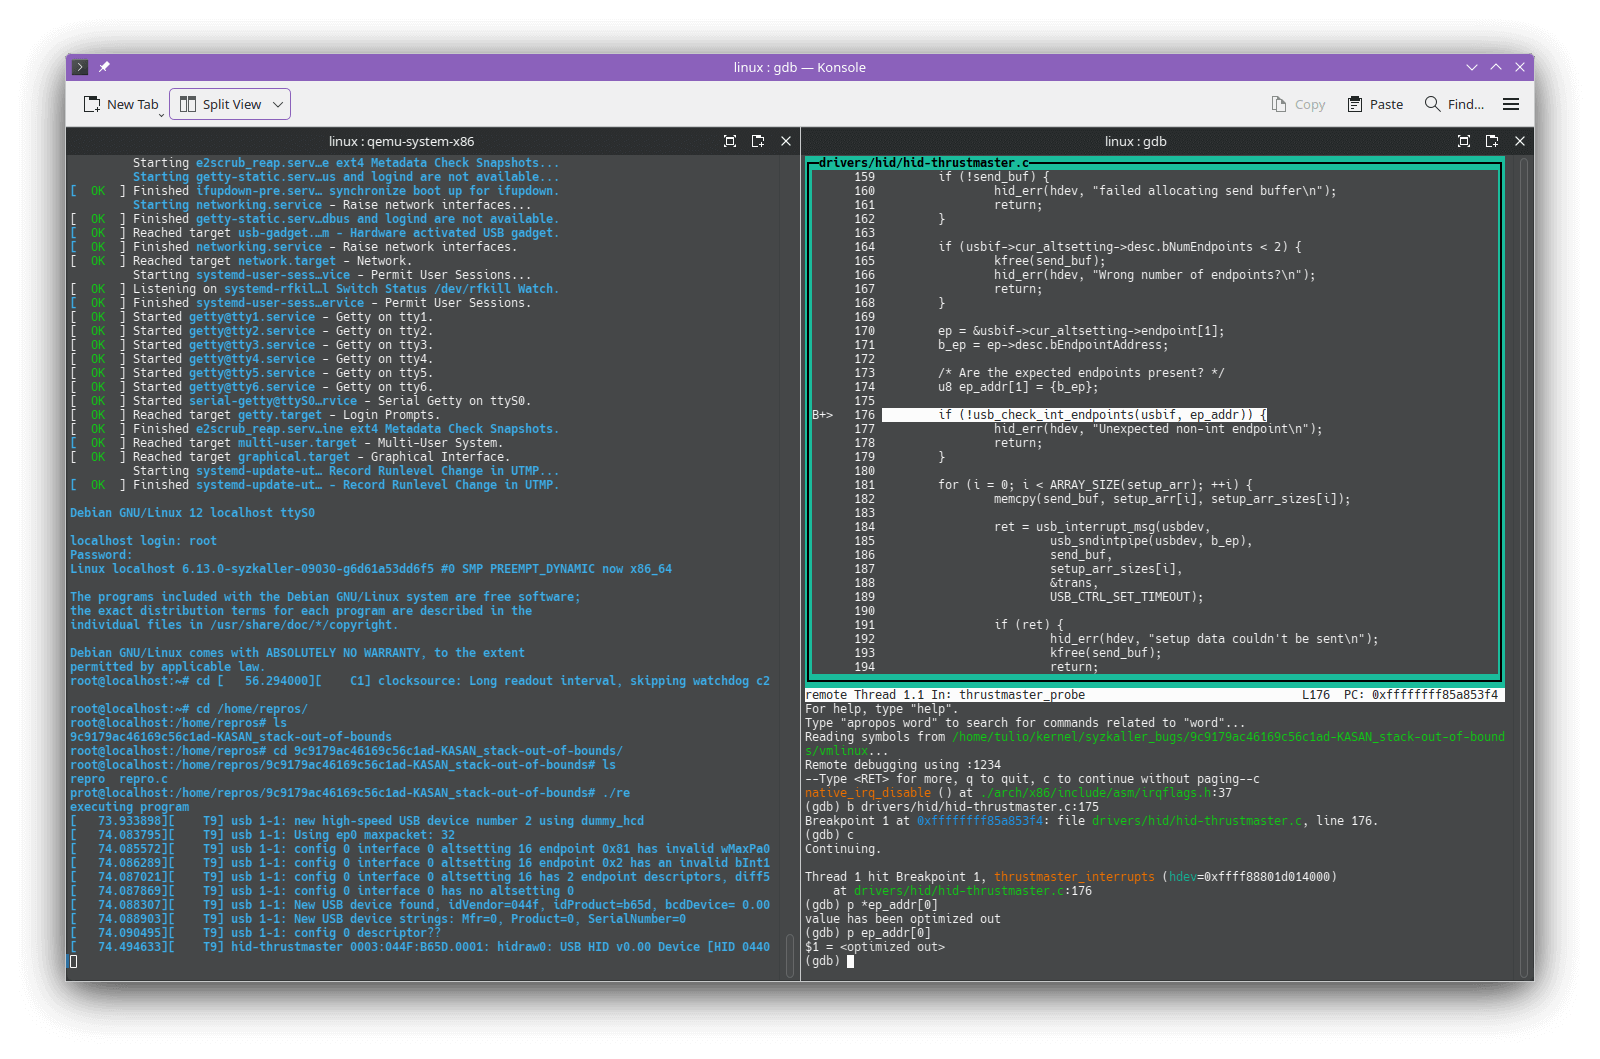 linux : gdb — Konsole
New Tab
Split View
Copy
Paste
Find...
linux : qemu-system-x86
Starting e2scrub_reap.serv…e ext4 Metadata Check Snapshots...
Starting getty-static.serv…us and logind are not available...
[  OK  ] Finished ifupdown-pre.serv… synchronize boot up for ifupdown.
Starting networking.service - Raise network interfaces...
[  OK  ] Finished getty-static.serv…dbus and logind are not available.
[  OK  ] Reached target usb-gadget.…m - Hardware activated USB gadget.
[  OK  ] Finished networking.service - Raise network interfaces.
[  OK  ] Reached target network.target - Network.
Starting systemd-user-sess…vice - Permit User Sessions...
[  OK  ] Listening on systemd-rfkil…l Switch Status /dev/rfkill Watch.
[  OK  ] Finished systemd-user-sess…ervice - Permit User Sessions.
[  OK  ] Started getty@tty1.service - Getty on tty1.
[  OK  ] Started getty@tty2.service - Getty on tty2.
[  OK  ] Started getty@tty3.service - Getty on tty3.
[  OK  ] Started getty@tty4.service - Getty on tty4.
[  OK  ] Started getty@tty5.service - Getty on tty5.
[  OK  ] Started getty@tty6.service - Getty on tty6.
[  OK  ] Started serial-getty@ttyS0…rvice - Serial Getty on ttyS0.
[  OK  ] Reached target getty.target - Login Prompts.
[  OK  ] Finished e2scrub_reap.serv…ine ext4 Metadata Check Snapshots.
[  OK  ] Reached target multi-user.target - Multi-User System.
[  OK  ] Reached target graphical.target - Graphical Interface.
Starting systemd-update-ut… Record Runlevel Change in UTMP...
[  OK  ] Finished systemd-update-ut… - Record Runlevel Change in UTMP.
Debian GNU/Linux 12 localhost ttyS0
localhost login: root
Password:
Linux localhost 6.13.0-syzkaller-09030-g6d61a53dd6f5 #0 SMP PREEMPT_DYNAMIC now x86_64
The programs included with the Debian GNU/Linux system are free software;
the exact distribution terms for each program are described in the
individual files in /usr/share/doc/*/copyright.
Debian GNU/Linux comes with ABSOLUTELY NO WARRANTY, to the extent
permitted by applicable law.
root@localhost:~# cd [   56.294000][    C1] clocksource: Long readout interval, skipping watchdog c2
root@localhost:~# cd /home/repros/
root@localhost:/home/repros# ls
9c9179ac46169c56c1ad-KASAN_stack-out-of-bounds
root@localhost:/home/repros# cd 9c9179ac46169c56c1ad-KASAN_stack-out-of-bounds/
root@localhost:/home/repros/9c9179ac46169c56c1ad-KASAN_stack-out-of-bounds# ls
repro  repro.c
prot@localhost:/home/repros/9c9179ac46169c56c1ad-KASAN_stack-out-of-bounds# ./re
executing program
[   73.933898][    T9] usb 1-1: new high-speed USB device number 2 using dummy_hcd
[   74.083795][    T9] usb 1-1: Using ep0 maxpacket: 32
[   74.085572][    T9] usb 1-1: config 0 interface 0 altsetting 16 endpoint 0x81 has invalid wMaxPa0
[   74.086289][    T9] usb 1-1: config 0 interface 0 altsetting 16 endpoint 0x2 has an invalid bInt1
[   74.087021][    T9] usb 1-1: config 0 interface 0 altsetting 16 has 2 endpoint descriptors, diff5
[   74.087869][    T9] usb 1-1: config 0 interface 0 has no altsetting 0
[   74.088307][    T9] usb 1-1: New USB device found, idVendor=044f, idProduct=b65d, bcdDevice= 0.00
[   74.088903][    T9] usb 1-1: New USB device strings: Mfr=0, Product=0, SerialNumber=0
[   74.090495][    T9] usb 1-1: config 0 descriptor??
[   74.494633][    T9] hid-thrustmaster 0003:044F:B65D.0001: hidraw0: USB HID v0.00 Device [HID 0440
linux : gdb
drivers/hid/hid-thrustmaster.c
159         if (!send_buf) {
160                 hid_err(hdev, "failed allocating send buffer\n");
161                 return;
162         }
163
164         if (usbif->cur_altsetting->desc.bNumEndpoints < 2) {
165                 kfree(send_buf);
166                 hid_err(hdev, "Wrong number of endpoints?\n");
167                 return;
168         }
169
170         ep = &usbif->cur_altsetting->endpoint[1];
171         b_ep = ep->desc.bEndpointAddress;
172
173         /* Are the expected endpoints present? */
174         u8 ep_addr[1] = {b_ep};
175
B+>   176         if (!usb_check_int_endpoints(usbif, ep_addr)) {
177                 hid_err(hdev, "Unexpected non-int endpoint\n");
178                 return;
179         }
180
181         for (i = 0; i < ARRAY_SIZE(setup_arr); ++i) {
182                 memcpy(send_buf, setup_arr[i], setup_arr_sizes[i]);
183
184                 ret = usb_interrupt_msg(usbdev,
185                         usb_sndintpipe(usbdev, b_ep),
186                         send_buf,
187                         setup_arr_sizes[i],
188                         &trans,
189                         USB_CTRL_SET_TIMEOUT);
190
191                 if (ret) {
192                         hid_err(hdev, "setup data couldn't be sent\n");
193                         kfree(send_buf);
194                         return;
remote Thread 1.1 In: thrustmaster_probe    L176  PC: 0xffffffff85a853f4
For help, type "help".
Type "apropos word" to search for commands related to "word"...
Reading symbols from /home/tulio/kernel/syzkaller_bugs/9c9179ac46169c56c1ad-KASAN_stack-out-of-bound
s/vmlinux...
Remote debugging using :1234
--Type <RET> for more, q to quit, c to continue without paging--c
native_irq_disable () at ./arch/x86/include/asm/irqflags.h:37
(gdb) b drivers/hid/hid-thrustmaster.c:175
Breakpoint 1 at 0xffffffff85a853f4: file drivers/hid/hid-thrustmaster.c, line 176.
(gdb) c
Continuing.
Thread 1 hit Breakpoint 1, thrustmaster_interrupts (hdev=0xffff88801d014000)
at drivers/hid/hid-thrustmaster.c:176
(gdb) p *ep_addr[0]
value has been optimized out
(gdb) p ep_addr[0]
$1 = <optimized out>
(gdb)